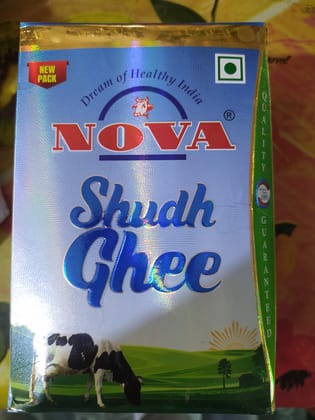 NEW
PACK
Dream of Healthy India
NOVA®
Shudh
Ghee
QUALITY GUARANTEED